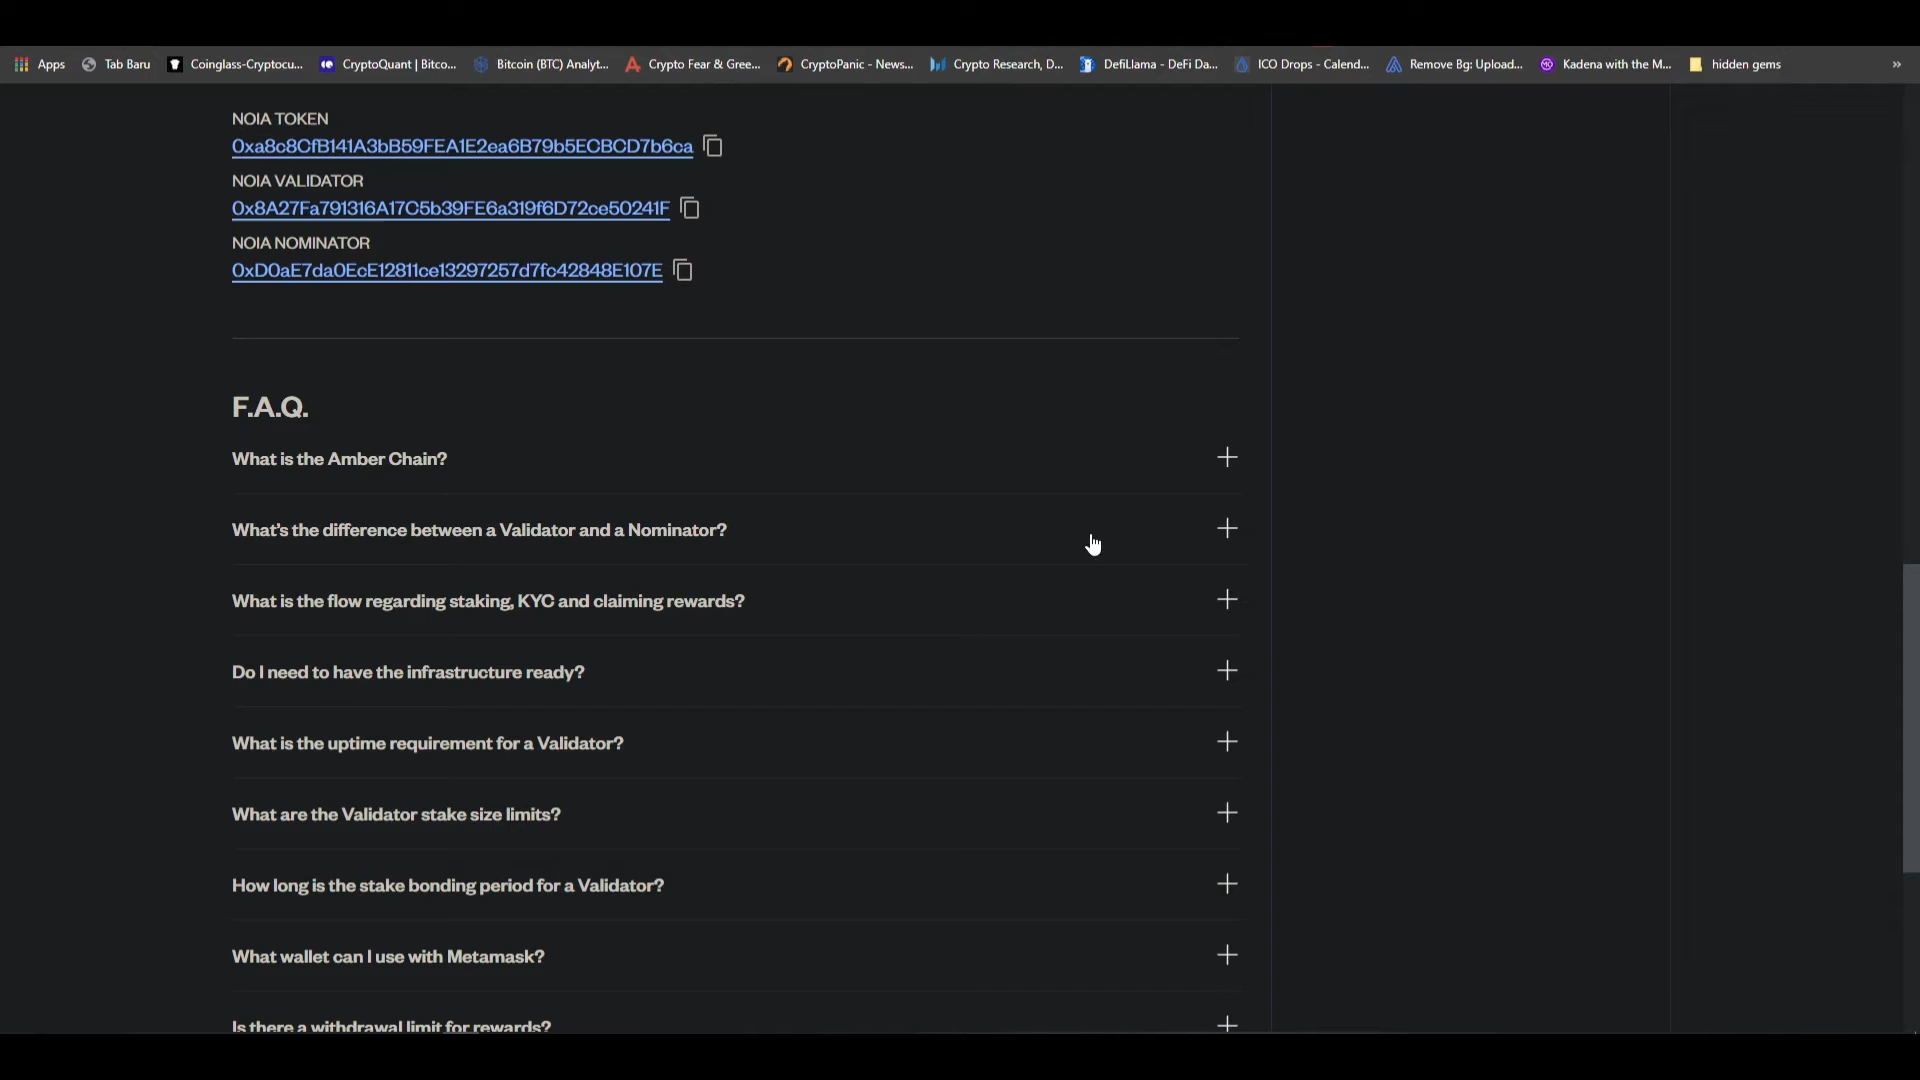 Apps Tab Baru Coinglass-Cryptocu... CryptoQuant | Bitco... Bitcoin (BTC) Analyt... Crypto Fear & Gree... CryptoPanic - News... Crypto Research, D... DefiLlama - DeFi Da... ICO Drops - Calend... Remove Bg: Upload... Kadena with the M... hidden gems »
NOIA TOKEN
0xa8c8CfB141A3bB59FEA1E2ea6B79b5ECBCD7b6ca
NOIA VALIDATOR
0x8A27Fa791316A17C5b39FE6a319f6D72ce50241F
NOIA NOMINATOR
0xD0aE7da0EcE12811ce13297257d7fc42848E107E
F.A.Q.
What is the Amber Chain?
What's the difference between a Validator and a Nominator?
What is the flow regarding staking, KYC and claiming rewards?
Do I need to have the infrastructure ready?
What is the uptime requirement for a Validator?
What are the Validator stake size limits?
How long is the stake bonding period for a Validator?
What wallet can I use with Metamask?
Is there a withdrawal limit for rewards?